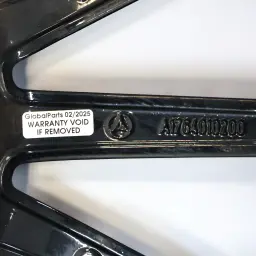 GlobalParts 02/2025
WARRANTY VOID
IF REMOVED
A1764010200